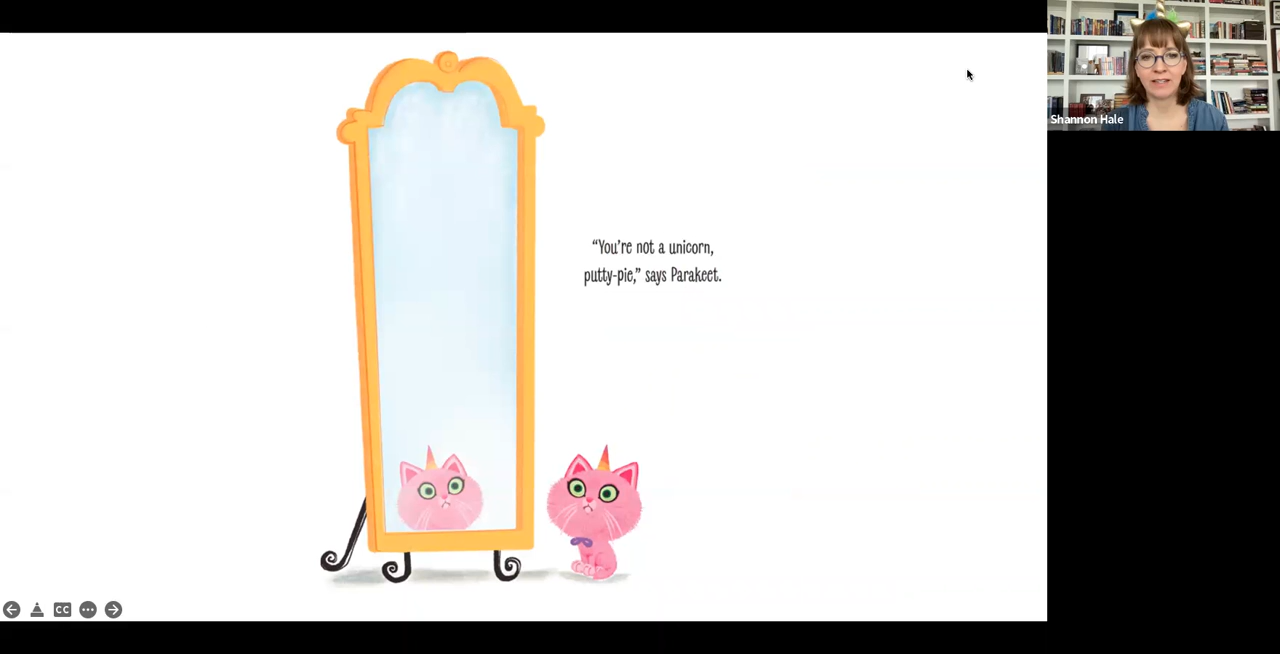 Shannon Hale
“You’re not a unicorn,
putty-pie,” says Parakeet.
CC